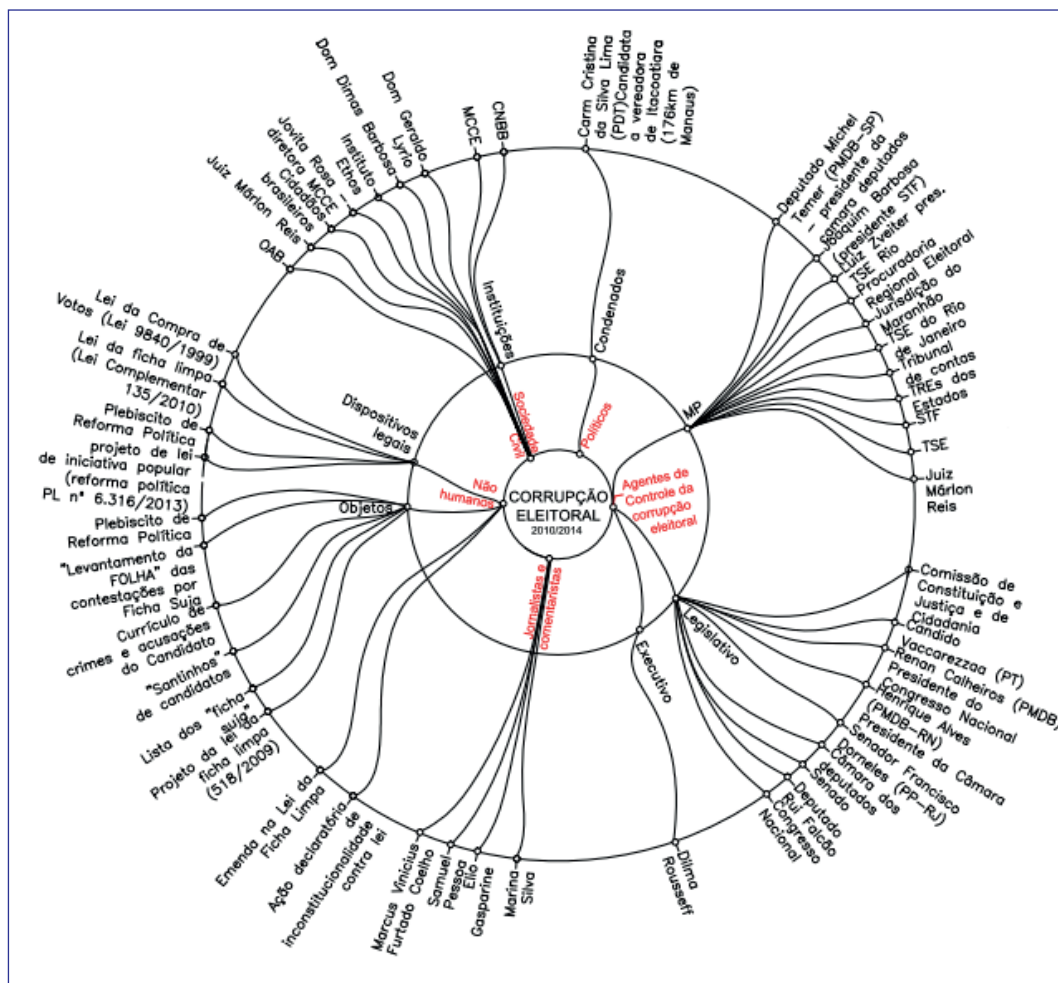 CORRUPÇÃO
ELEITORAL
2010/2014
Sociedade
Civil
Instituições
CNBB
MCCE
Dom Geraldo
Lyrio
Dom Dimas Barbosa
Instituto
Ethos
Jovita Rosa –
diretora MCCE
Cidadãos
brasileiros
Juiz Márlon Reis
OAB
Políticos
Condenados
Carm Cristina
da Silva Lima
(PDT)Candidata
a vereadora
de Itacoatiara
(176km de
Manaus)
Agentes de
Controle da
corrupção
eleitoral
MP
Deputado Michel
Temer (PMDB-SP)
– presidente da
camara deputados
Joaquim Barbosa
(presidente STF)
Luiz Zveiter pres.
TSE Rio
Procuradoria
Regional Eleitoral
Jurisdição do
Maranhão
TSE do Rio
de Janeiro
Tribunal
de contas
TREs dos
Estados
STF
TSE
Juiz
Márlon
Reis
Legislativo
Comissão de
Constituição e
Justiça e de
Cidadania
Candido
Vaccarezzaa (PT)
Renan Calheiros (PMDB)
Presidente do
Congresso Nacional
Henrique Alves
(PMDB-RN)
Presidente da Câmara
Senador Francisco
Dorneles (PP-RJ)
Câmara dos
deputados
Senado
Deputado
Rui Falcão
Congresso
Nacional
Executivo
Dilma
Rousseff
Jornalistas e
comentaristas
Marina
Silva
Elio
Gasparine
Samuel
Pessoa
Marcus Vinicius
Furtado Coelho
Não
humanos
Dispositivos
legais
Lei da Compra de
Votos (Lei 9840/1999)
Lei da ficha limpa
(Lei Complementar
135/2010)
Plebiscito de
Reforma Política
projeto de lei
de iniciativa popular
(reforma política
PL n° 6.316/2013)
Objetos
Plebiscito de
Reforma Política
"Levantamento da
FOLHA" das
contestações por
Ficha Suja
Currículo de
crimes e acusações
do Candidato
"Santinhos"
de candidatos
Lista dos "ficha
suja"
Projeto da lei da
ficha limpa
(518/2009)
Emenda na Lei da
Ficha Limpa
Ação declaratória
de
inconstitucionalidade
contra lei